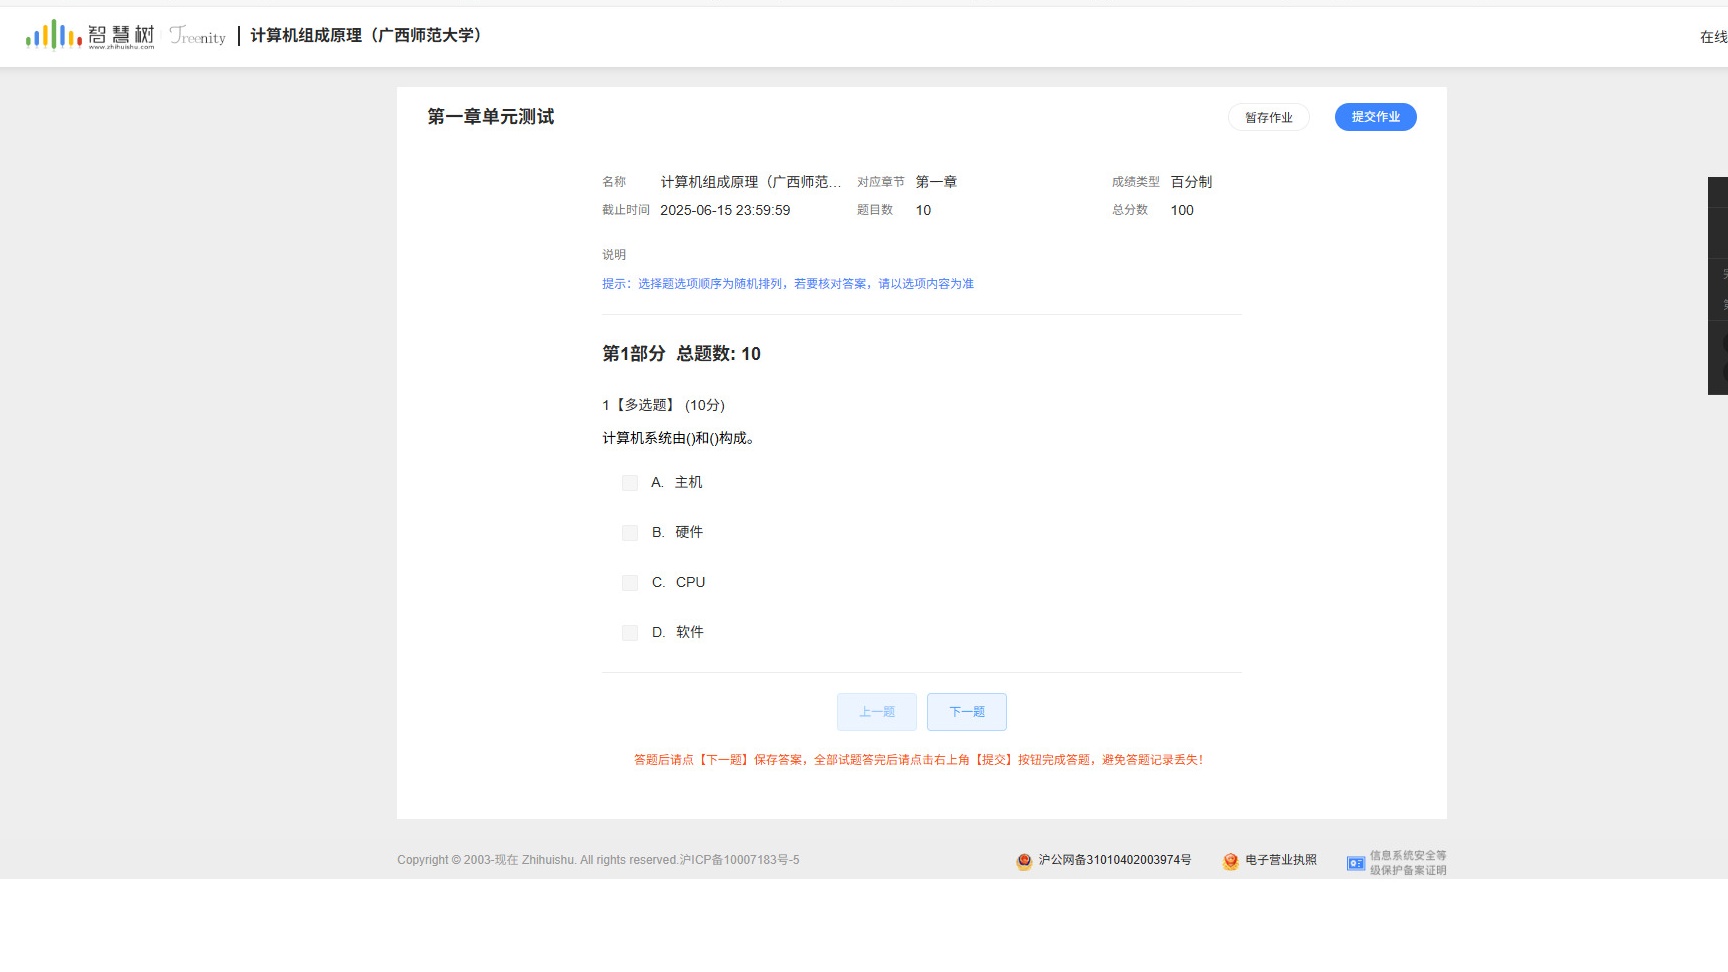 智慧树 Treenity 计算机组成原理（广西师范大学）
www.zhihuishu.com
在线
第一章单元测试
暂存作业
提交作业
名称 计算机组成原理（广西师范... 对应章节 第一章 成绩类型 百分制
截止时间 2025-06-15 23:59:59 题目数 10 总分数 100
说明
提示：选择题选项顺序为随机排列，若要核对答案，请以选项内容为准
第1部分 总题数: 10
1【多选题】 (10分)
计算机系统由()和()构成。
A. 主机
B. 硬件
C. CPU
D. 软件
上一题 下一题
答题后请点【下一题】保存答案，全部试题答完后请点击右上角【提交】按钮完成答题，避免答题记录丢失！
Copyright © 2003-现在 Zhihuishu. All rights reserved.沪ICP备10007183号-5
沪公网备31010402003974号
电子营业执照
信息系统安全等
级保护备案证明